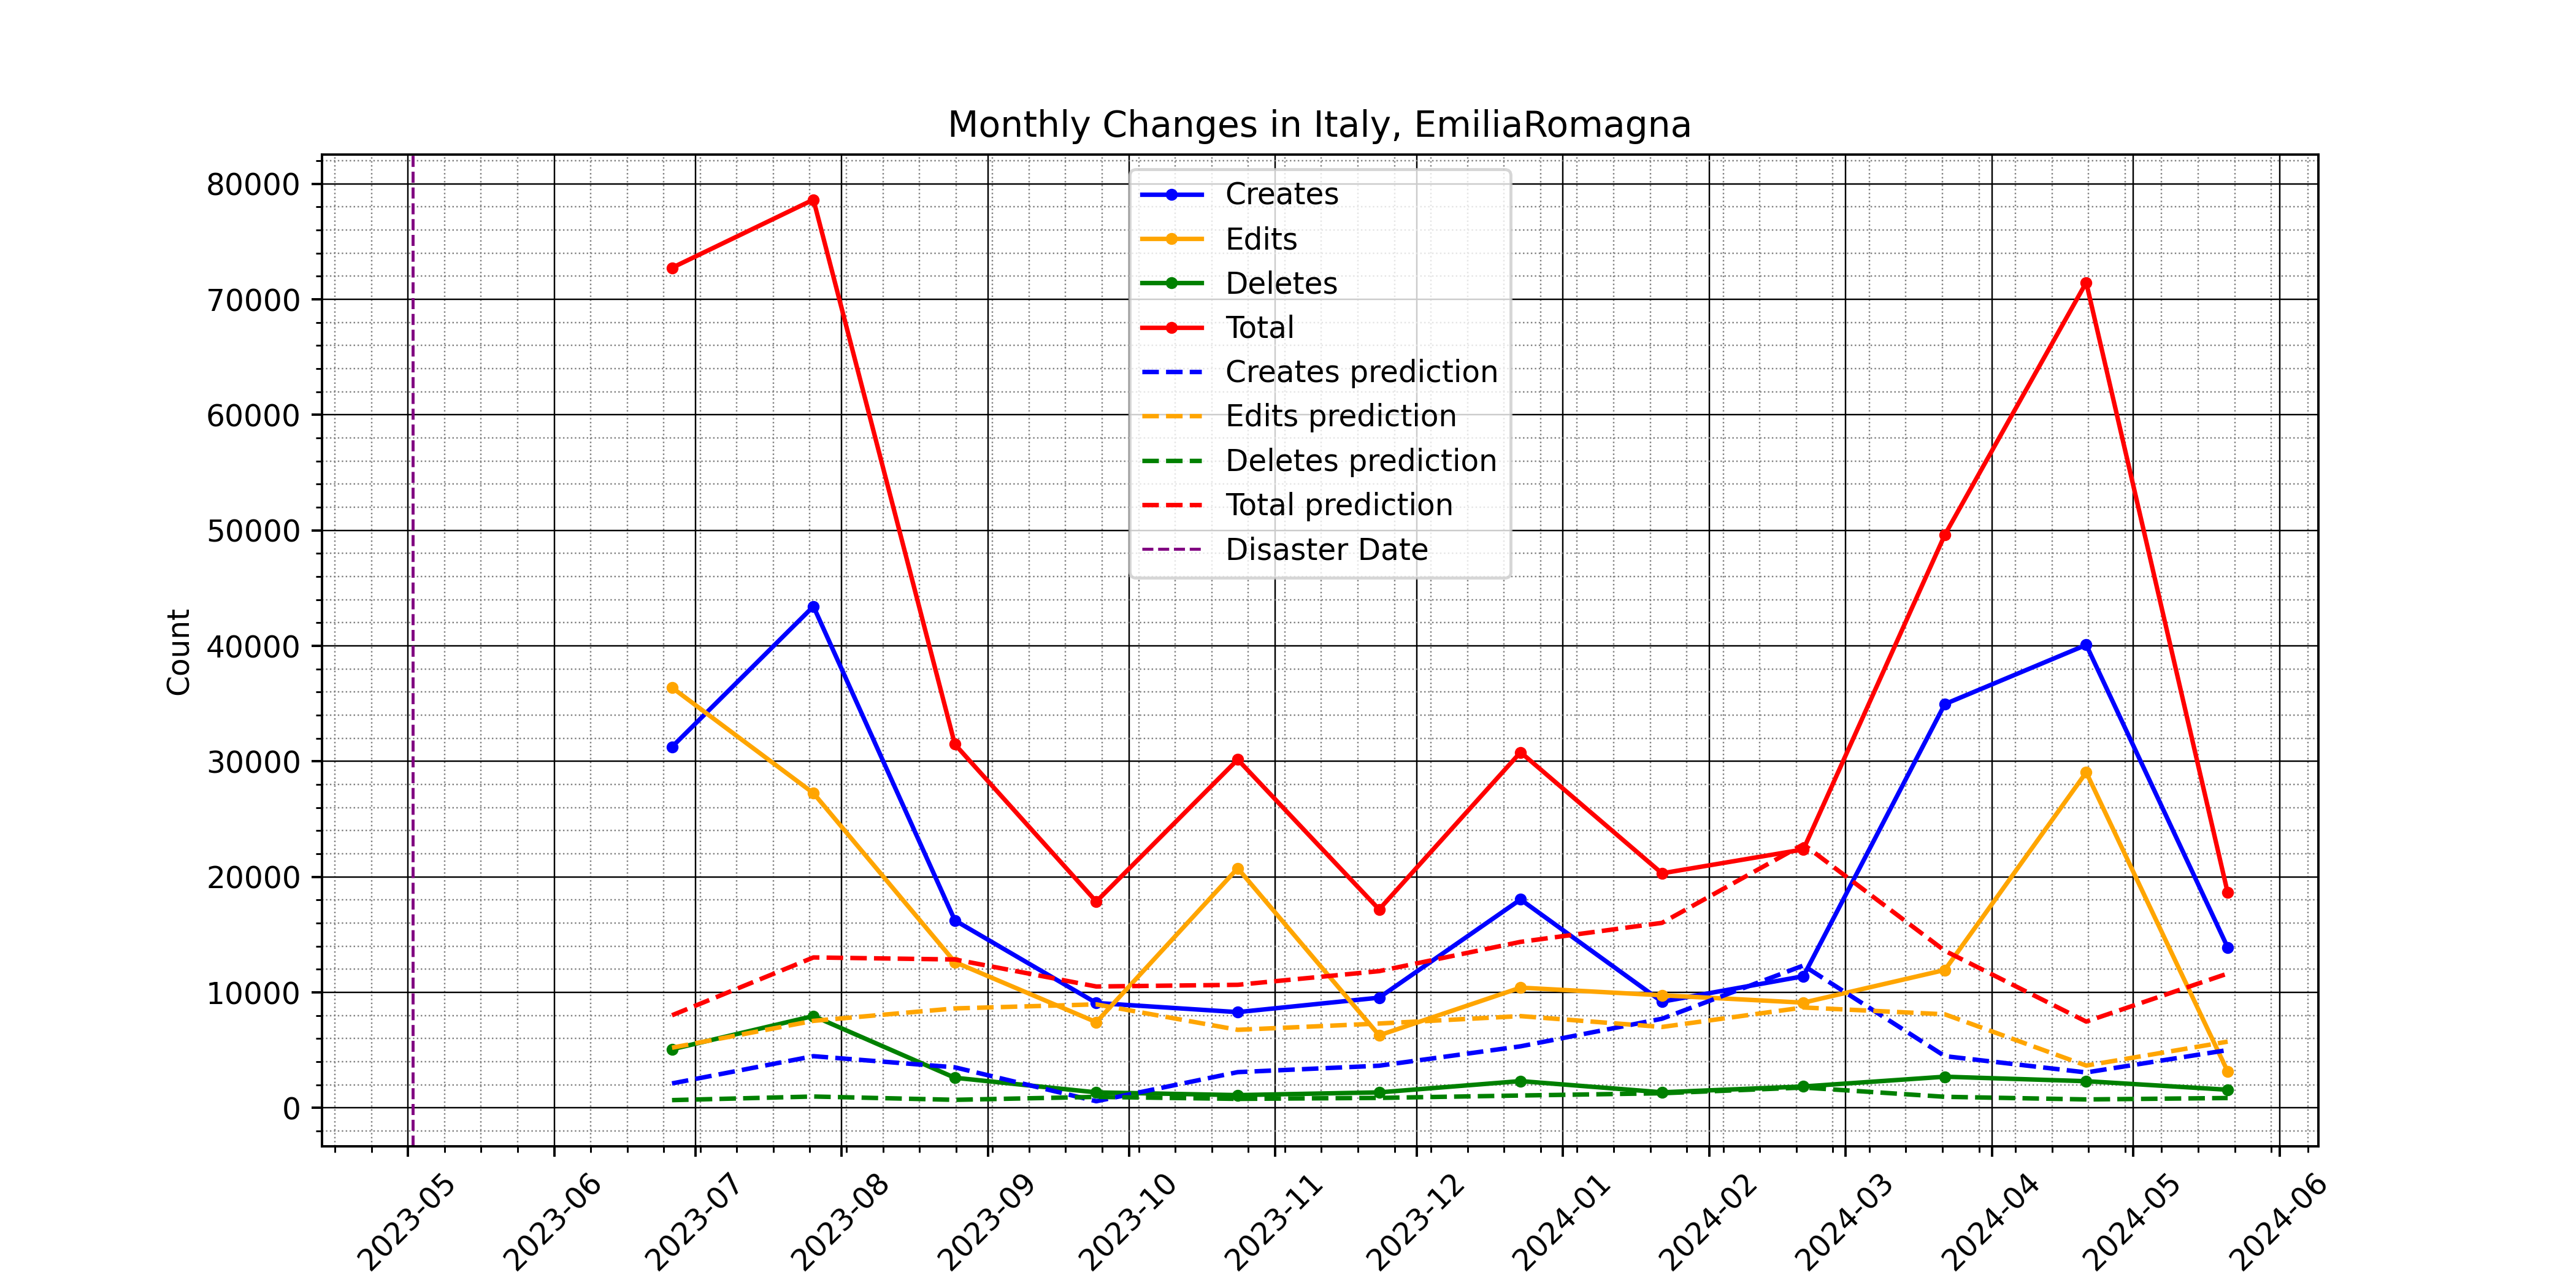 Monthly Changes in Italy, EmiliaRomagna
Count
80000
70000
60000
50000
40000
30000
20000
10000
0
Creates
Edits
Deletes
Total
Creates prediction
Edits prediction
Deletes prediction
Total prediction
Disaster Date
2023-05
2023-06
2023-07
2023-08
2023-09
2023-10
2023-11
2023-12
2024-01
2024-02
2024-03
2024-04
2024-05
2024-06